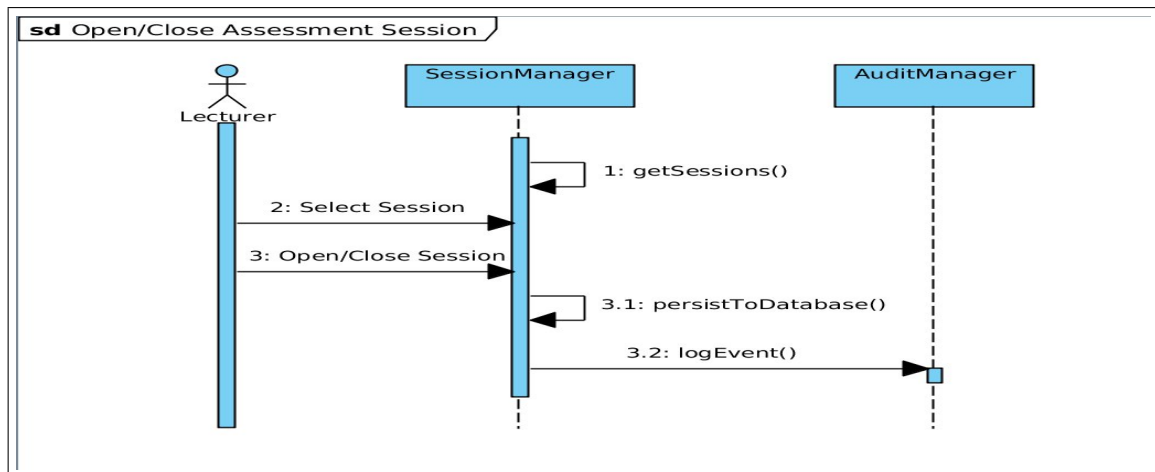 sd Open/Close Assessment Session
SessionManager
AuditManager
Lecturer
1: getSessions()
2: Select Session
3: Open/Close Session
3.1: persistToDatabase()
3.2: logEvent()